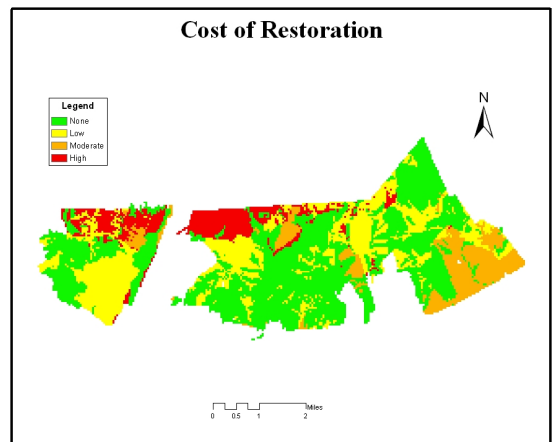 Cost of Restoration
N
Legend
None
Low
Moderate
High
Miles
0 0.5 1 2